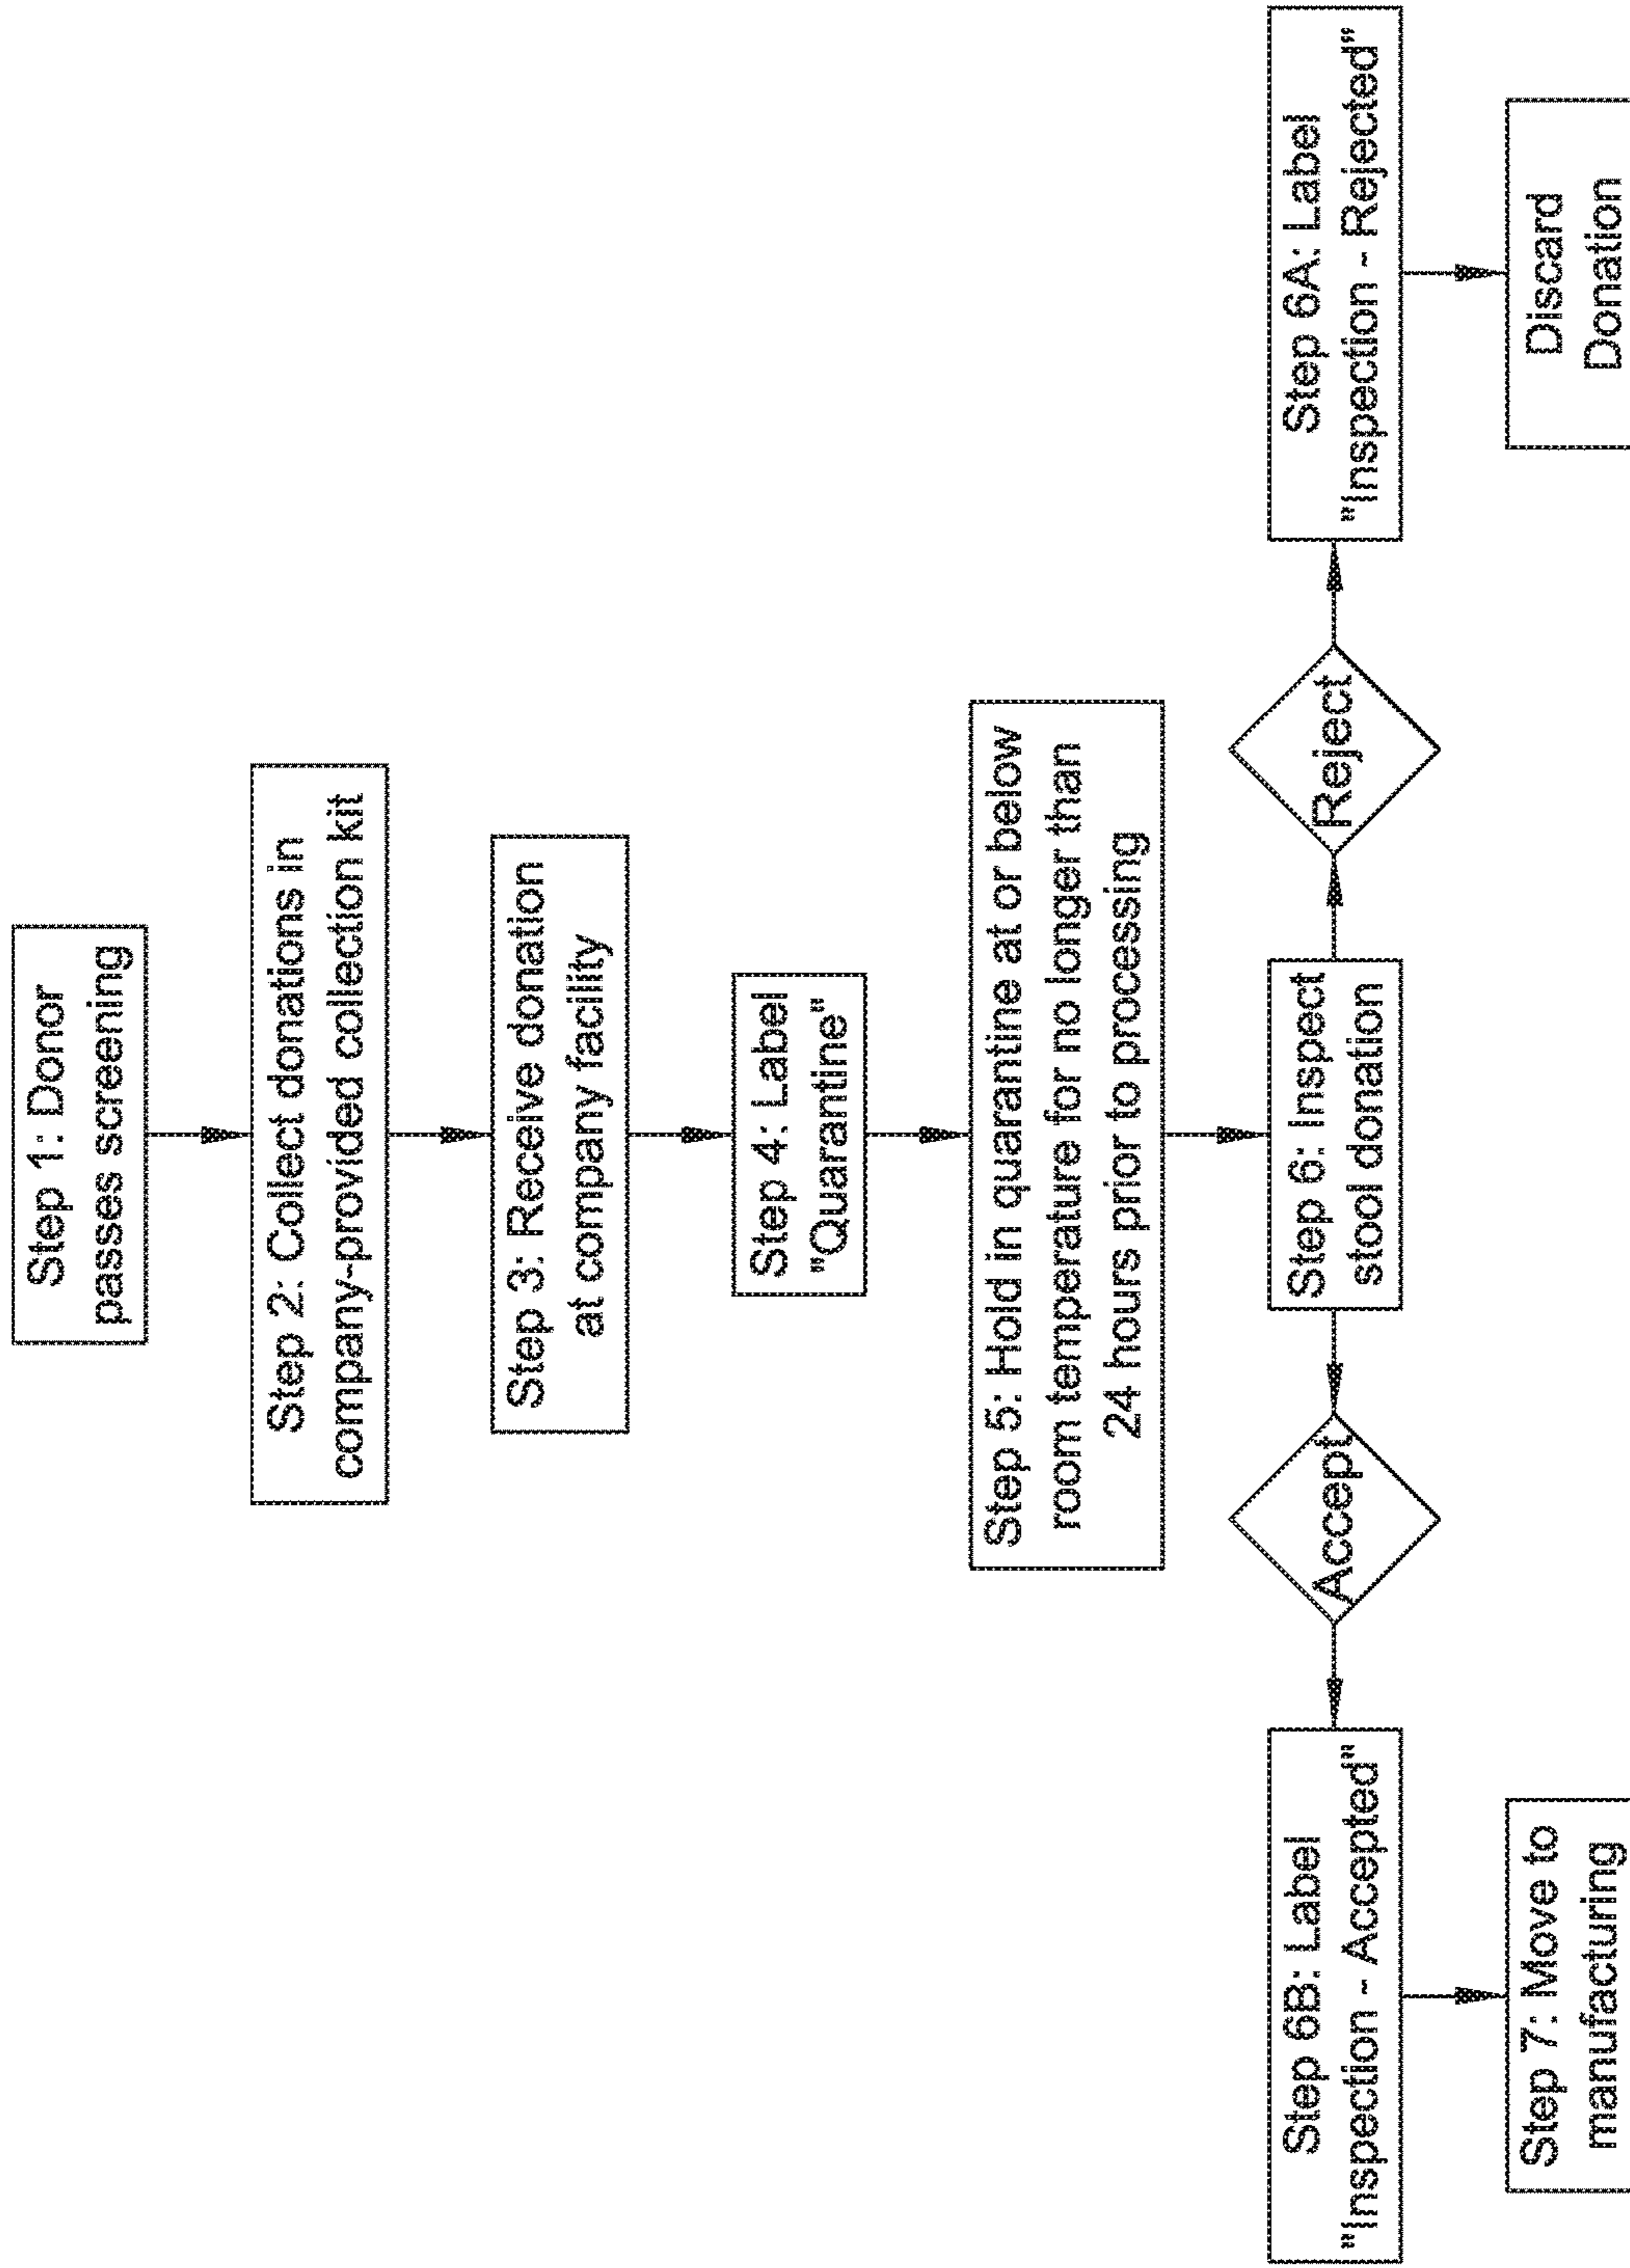 Step 1: Donor
passes screening
Step 2: Collect donations in
company-provided collection kit
Step 3: Receive donation
at company facility
Step 4: Label
"Quarantine"
Step 5: Hold in quarantine at or below
room temperature for no longer than
24 hours prior to processing
Step 6: Inspect
stool donation
Accept
Reject
Step 6B: Label
"Inspection - Accepted"
Step 6A: Label
"Inspection - Rejected"
Step 7: Move to
manufacturing
Discard
Donation